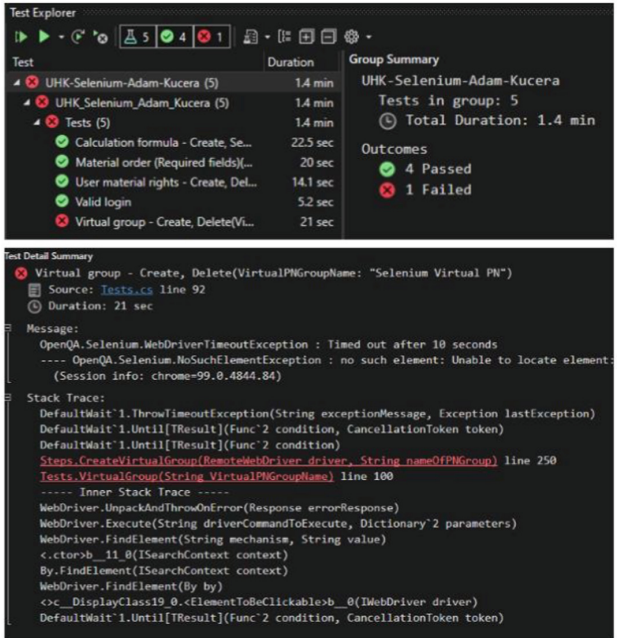 Test Explorer
5 4 1
Test Duration
UHK-Selenium-Adam-Kucera (5) 1.4 min
UHK_Selenium_Adam_Kucera (5) 1.4 min
Tests (5) 1.4 min
Calculation formula - Create, Se... 22.5 sec
Material order (Required fields)(... 20 sec
User material rights - Create, Del... 14.1 sec
Valid login 5.2 sec
Virtual group - Create, Delete(Vi... 21 sec
Group Summary
UHK-Selenium-Adam-Kucera
Tests in group: 5
Total Duration: 1.4 min
Outcomes
4 Passed
1 Failed
Test Detail Summary
Virtual group - Create, Delete(VirtualPNGroupName: "Selenium Virtual PN")
Source: Tests.cs line 92
Duration: 21 sec
Message:
OpenQA.Selenium.WebDriverTimeoutException : Timed out after 10 seconds
---- OpenQA.Selenium.NoSuchElementException : no such element: Unable to locate element:
(Session info: chrome=99.0.4844.84)
Stack Trace:
DefaultWait`1.ThrowTimeoutException(String exceptionMessage, Exception lastException)
DefaultWait`1.Until[TResult](Func`2 condition, CancellationToken token)
DefaultWait`1.Until[TResult](Func`2 condition)
Steps.CreateVirtualGroup(RemoteWebDriver driver, String nameOfPNGroup) line 250
Tests.VirtualGroup(String VirtualPNGroupName) line 100
----- Inner Stack Trace -----
WebDriver.UnpackAndThrowOnError(Response errorResponse)
WebDriver.Execute(String driverCommandToExecute, Dictionary`2 parameters)
WebDriver.FindElement(String mechanism, String value)
<.ctor>b__11_0(ISearchContext context)
By.FindElement(ISearchContext context)
WebDriver.FindElement(By by)
<>c__DisplayClass19_0.<ElementToBeClickable>b__0(IWebDriver driver)
DefaultWait`1.Until[TResult](Func`2 condition, CancellationToken token)